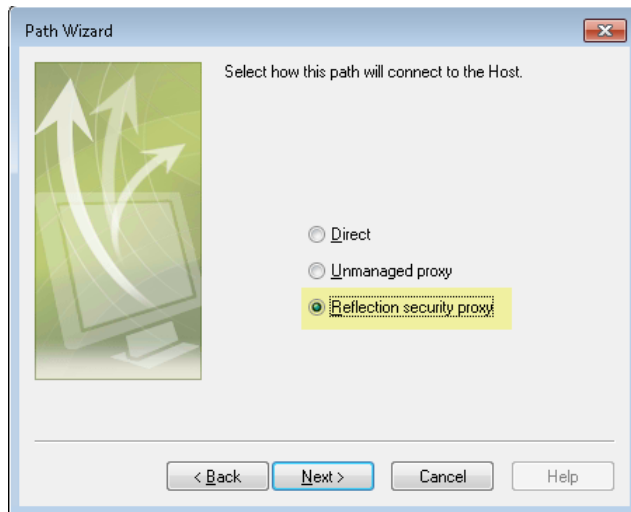 Path Wizard
Select how this path will connect to the Host.
Direct
Unmanaged proxy
Reflection security proxy
< Back
Next >
Cancel
Help